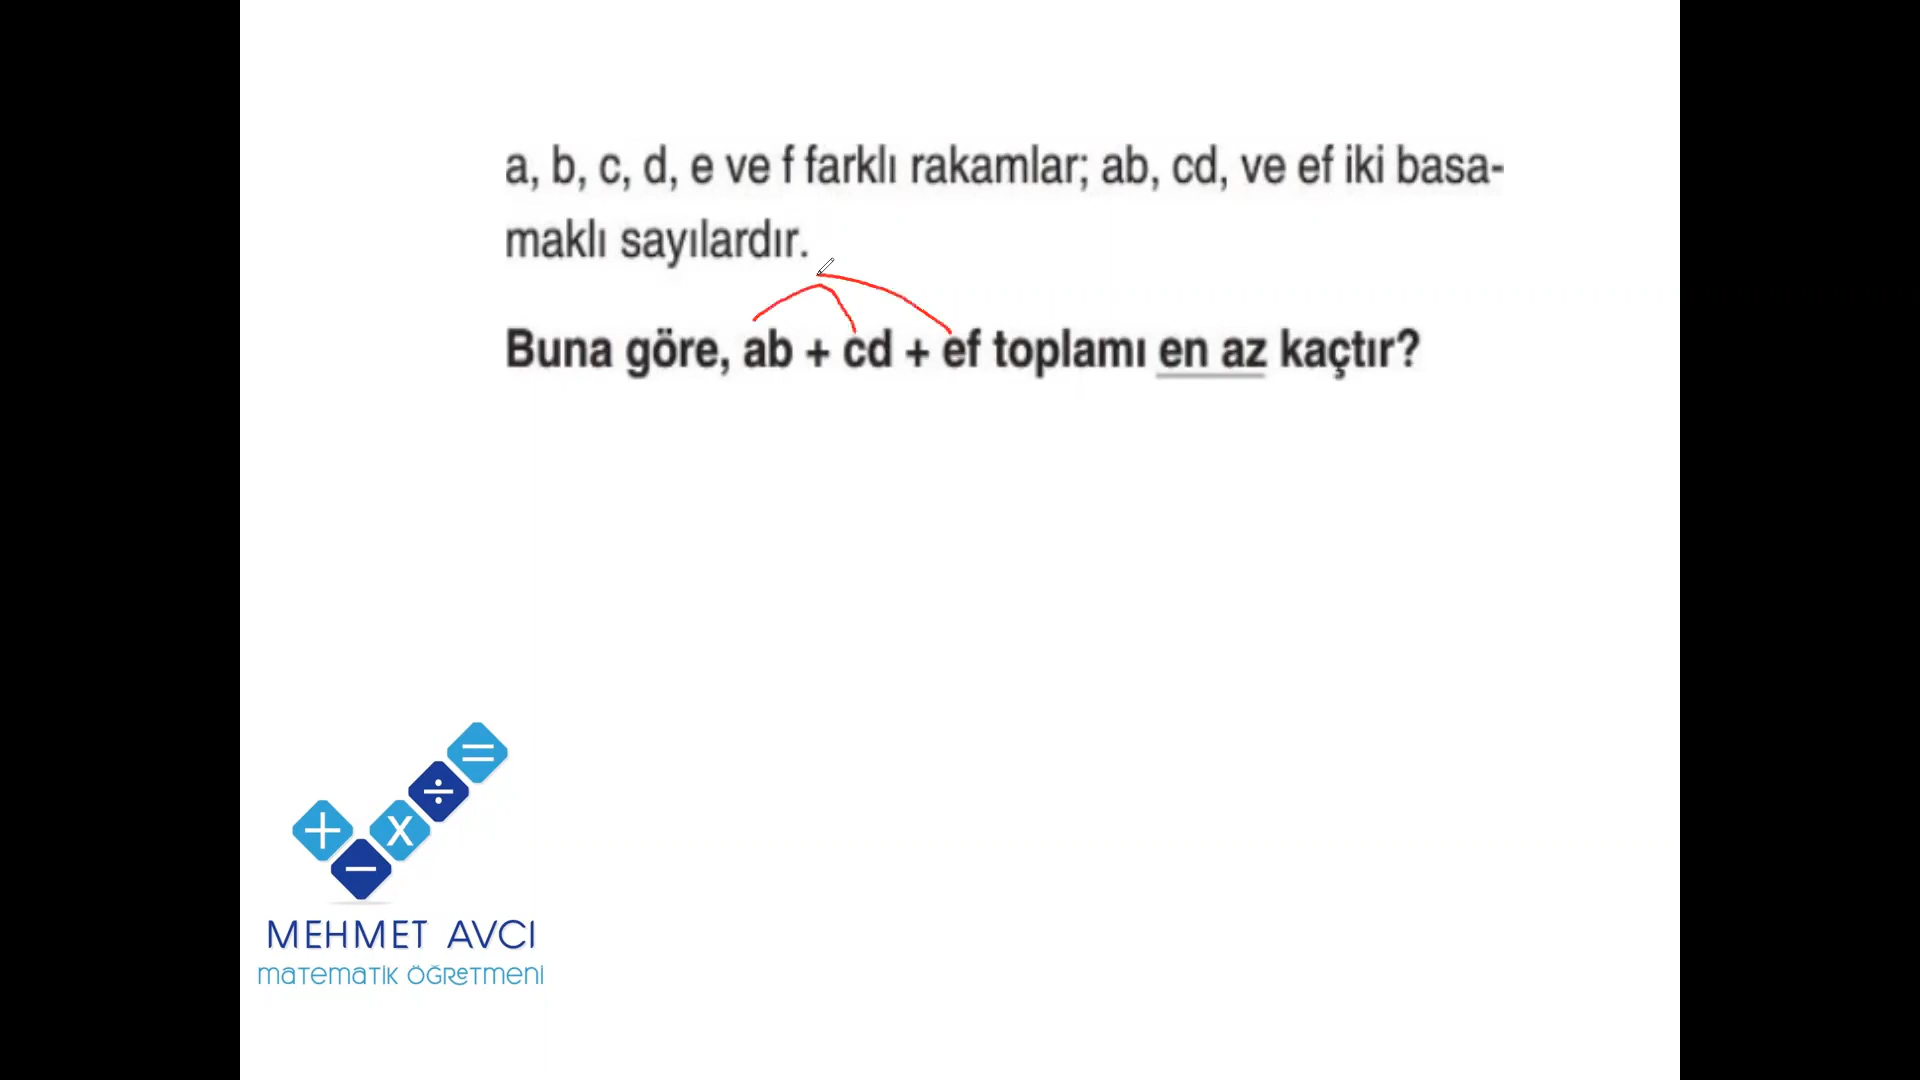 a, b, c, d, e ve f farklı rakamlar; ab, cd, ve ef iki basa-
maklı sayılardır.
Buna göre, ab + cd + ef toplamı en az kaçtır?
+ − x ÷ =
MEHMET AVCI
matematik öğretmeni